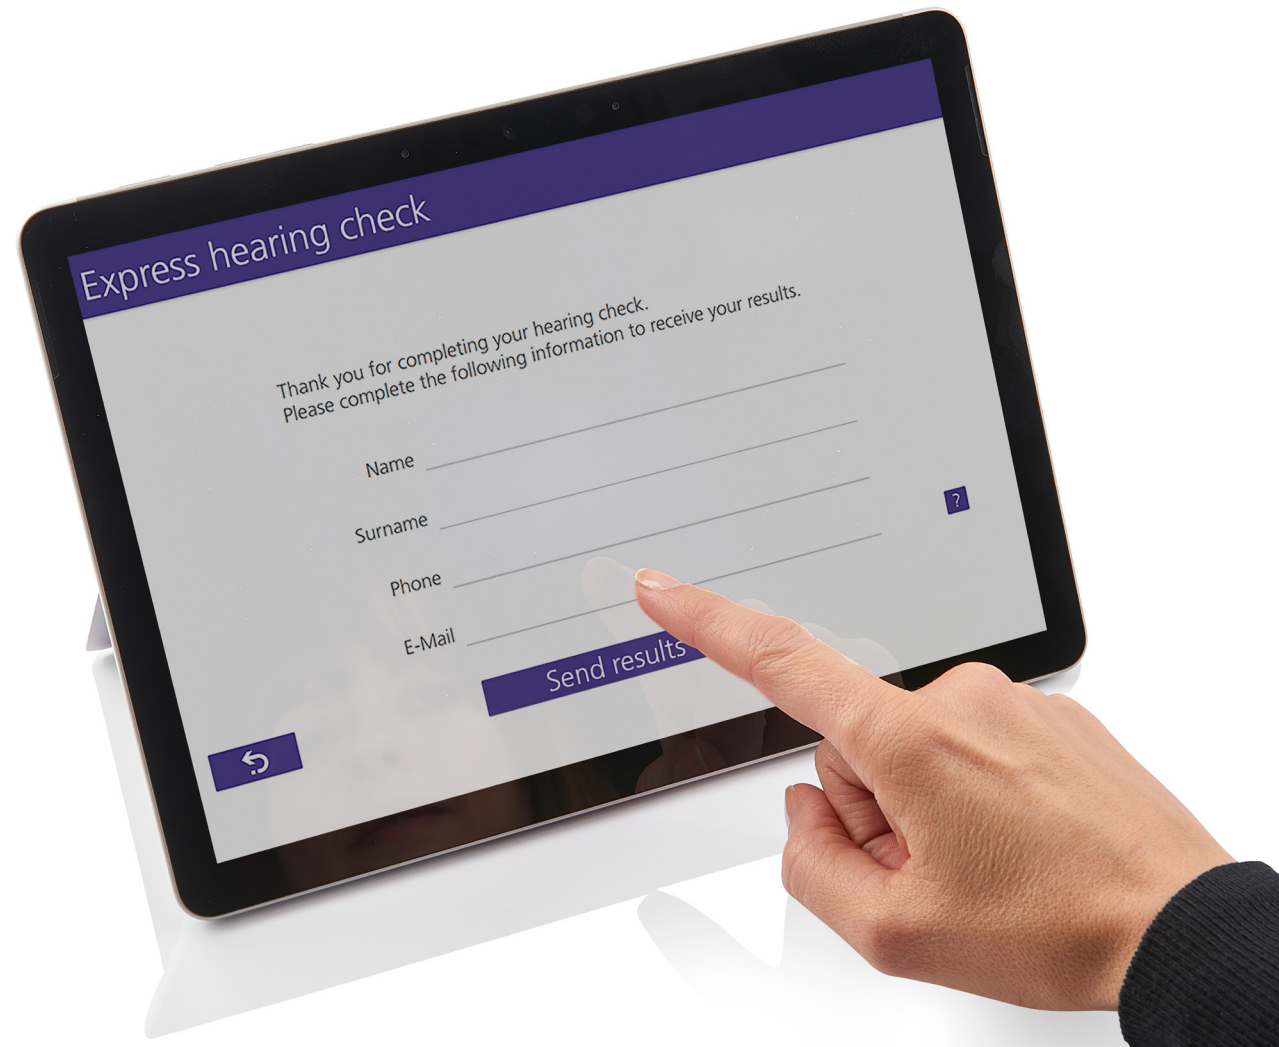 Express hearing check
Thank you for completing your hearing check.
Please complete the following information to receive your results.
Name
Surname
Phone
E-Mail
?
Send results